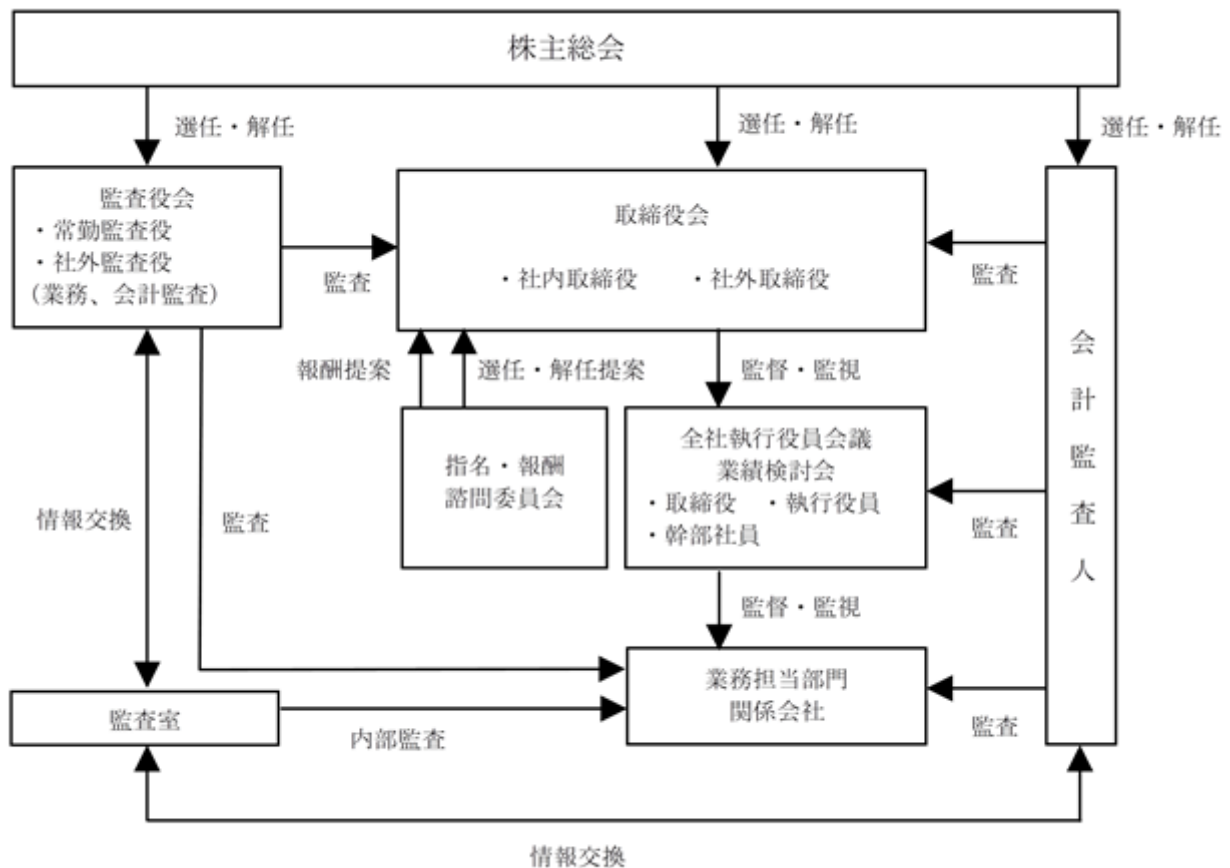 株主総会
選任・解任
選任・解任
選任・解任
監査役会
・常勤監査役
・社外監査役
(業務、会計監査)
監査
取締役会
・社内取締役 ・社外取締役
監査
会計監査人
報酬提案
選任・解任提案
監督・監視
指名・報酬
諮問委員会
全社執行役員会議
業績検討会
・取締役 ・執行役員
・幹部社員
監査
情報交換
監査
監督・監視
業務担当部門
関係会社
監査
監査室
内部監査
情報交換